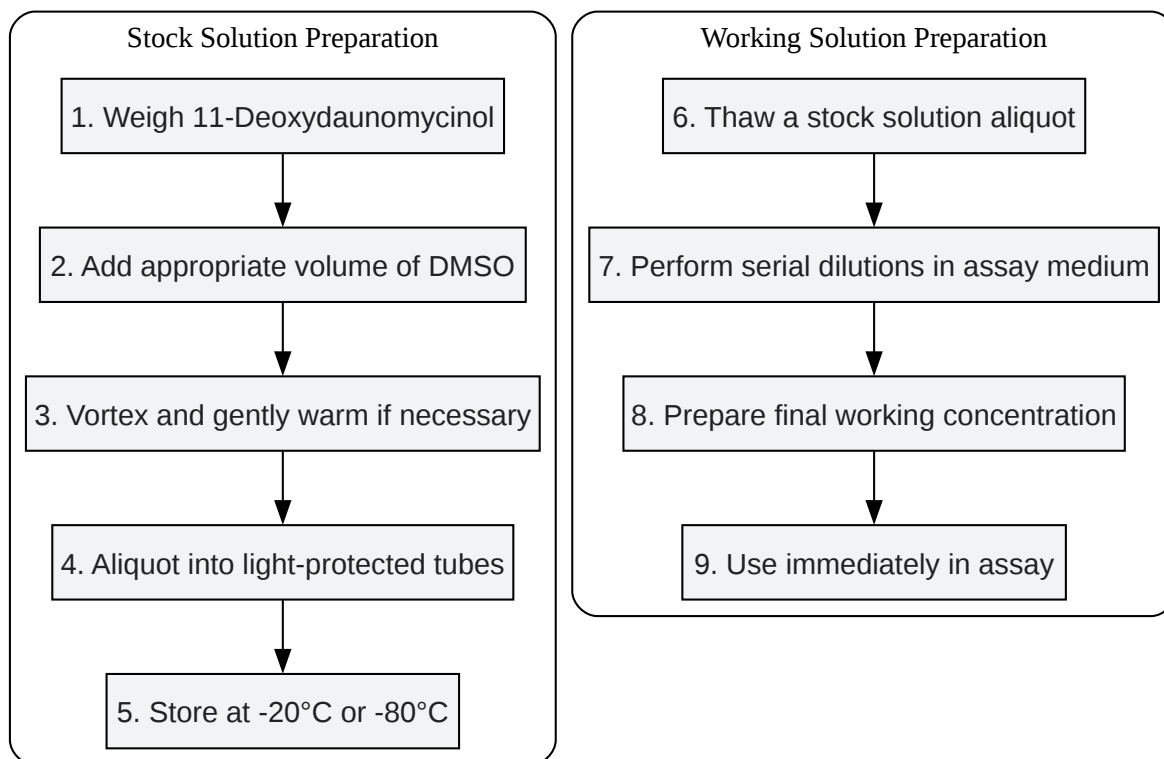 Stock Solution Preparation
1. Weigh 11-Deoxydaunomycinol
2. Add appropriate volume of DMSO
3. Vortex and gently warm if necessary
4. Aliquot into light-protected tubes
5. Store at -20°C or -80°C
Working Solution Preparation
6. Thaw a stock solution aliquot
7. Perform serial dilutions in assay medium
8. Prepare final working concentration
9. Use immediately in assay